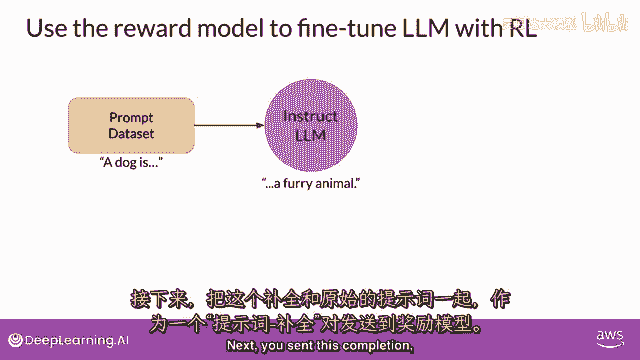 Use the reward model to fine-tune LLM with RL
Prompt
Dataset
Instruct
LLM
“A dog is...”
“...a furry animal.”
接下来，把这个补全和原始的提示词一起，作
为一个“提示词-补全”对发送到奖励模型。
Next, you sent this completion,
DeepLearning.AI
aws